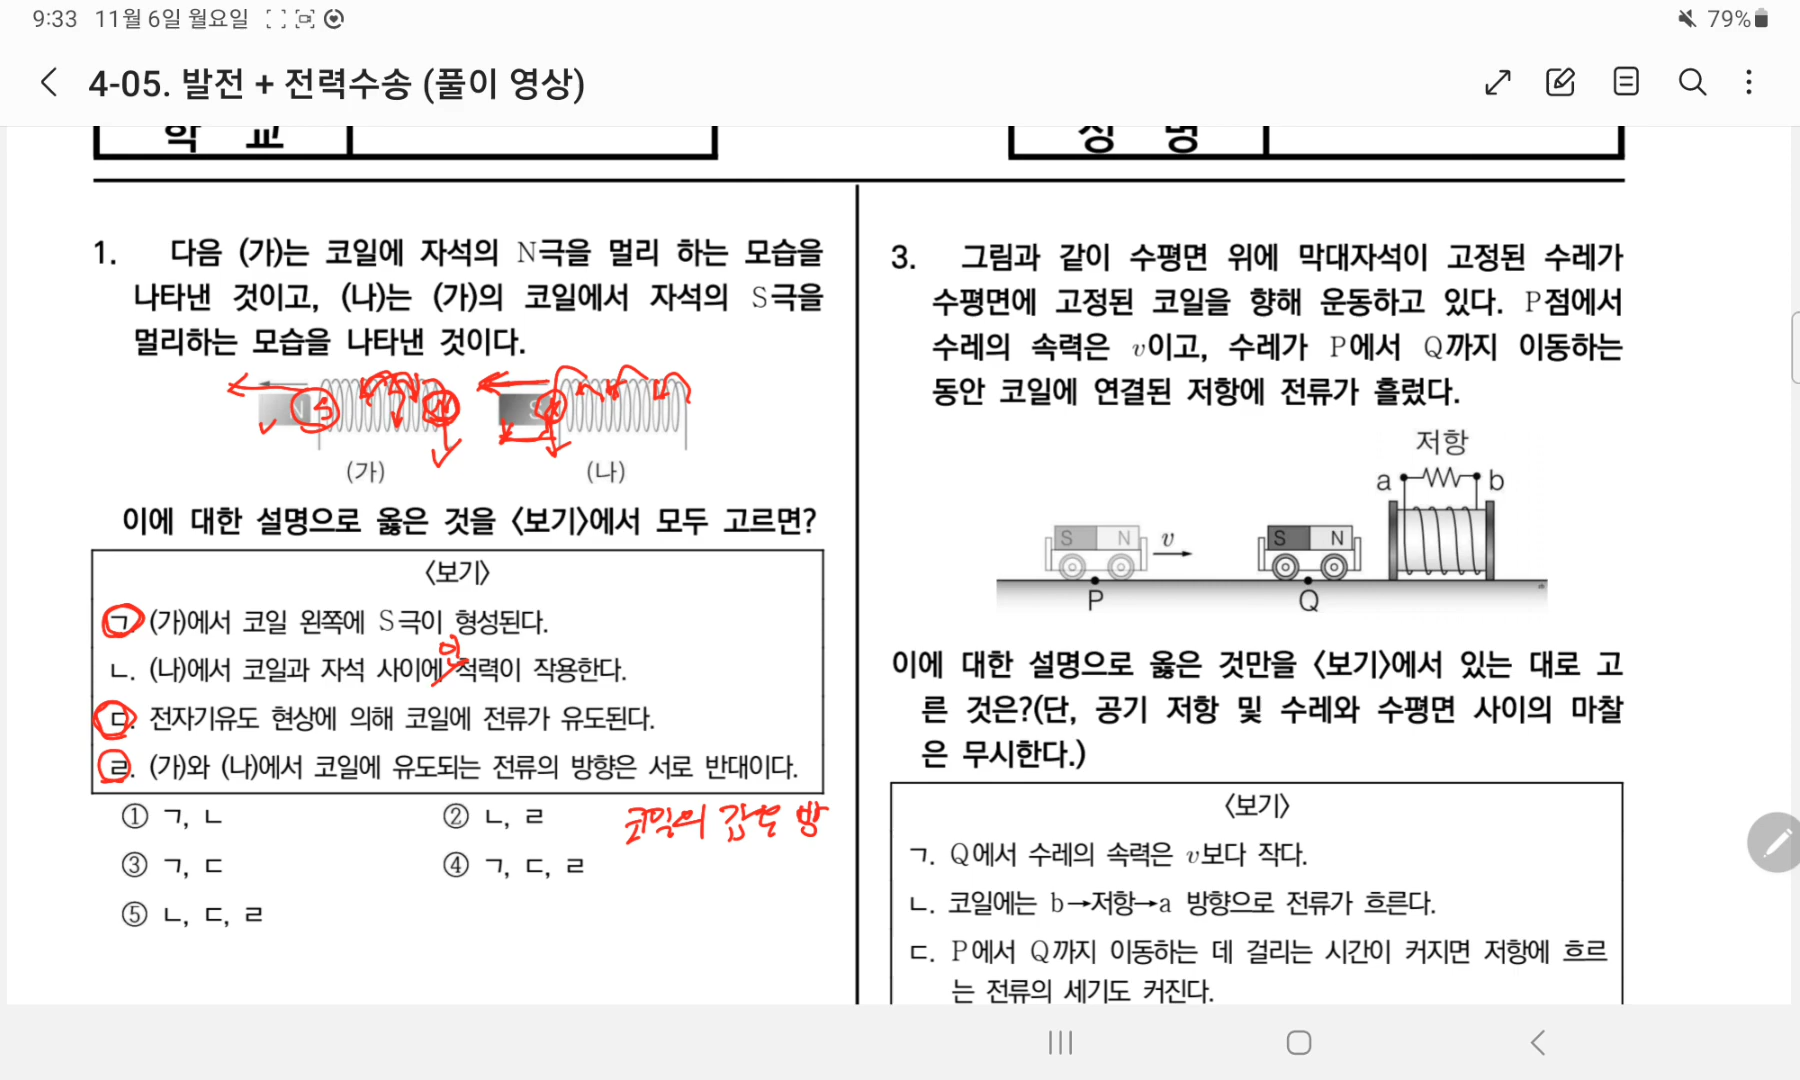 9:33 11월 6일 월요일
79%
4-05. 발전 + 전력수송 (풀이 영상)
학 교
성 명
1. 다음 (가)는 코일에 자석의 N극을 멀리 하는 모습을
나타낸 것이고, (나)는 (가)의 코일에서 자석의 S극을
멀리하는 모습을 나타낸 것이다.
N S N
S N
(가) (나)
이에 대한 설명으로 옳은 것을 <보기>에서 모두 고르면?
<보기>
ㄱ. (가)에서 코일 왼쪽에 S극이 형성된다.
인
ㄴ. (나)에서 코일과 자석 사이에 척력이 작용한다.
ㄷ. 전자기유도 현상에 의해 코일에 전류가 유도된다.
ㄹ. (가)와 (나)에서 코일에 유도되는 전류의 방향은 서로 반대이다.
① ㄱ, ㄴ ② ㄴ, ㄹ
코일의 감은 방
③ ㄱ, ㄷ ④ ㄱ, ㄷ, ㄹ
⑤ ㄴ, ㄷ, ㄹ
3. 그림과 같이 수평면 위에 막대자석이 고정된 수레가
수평면에 고정된 코일을 향해 운동하고 있다. P점에서
수레의 속력은 v이고, 수레가 P에서 Q까지 이동하는
동안 코일에 연결된 저항에 전류가 흘렀다.
저항
a b
S N v S N
P Q
이에 대한 설명으로 옳은 것만을 <보기>에서 있는 대로 고
른 것은?(단, 공기 저항 및 수레와 수평면 사이의 마찰
은 무시한다.)
<보기>
ㄱ. Q에서 수레의 속력은 v보다 작다.
ㄴ. 코일에는 b→저항→a 방향으로 전류가 흐른다.
ㄷ. P에서 Q까지 이동하는 데 걸리는 시간이 커지면 저항에 흐르
는 전류의 세기도 커진다.